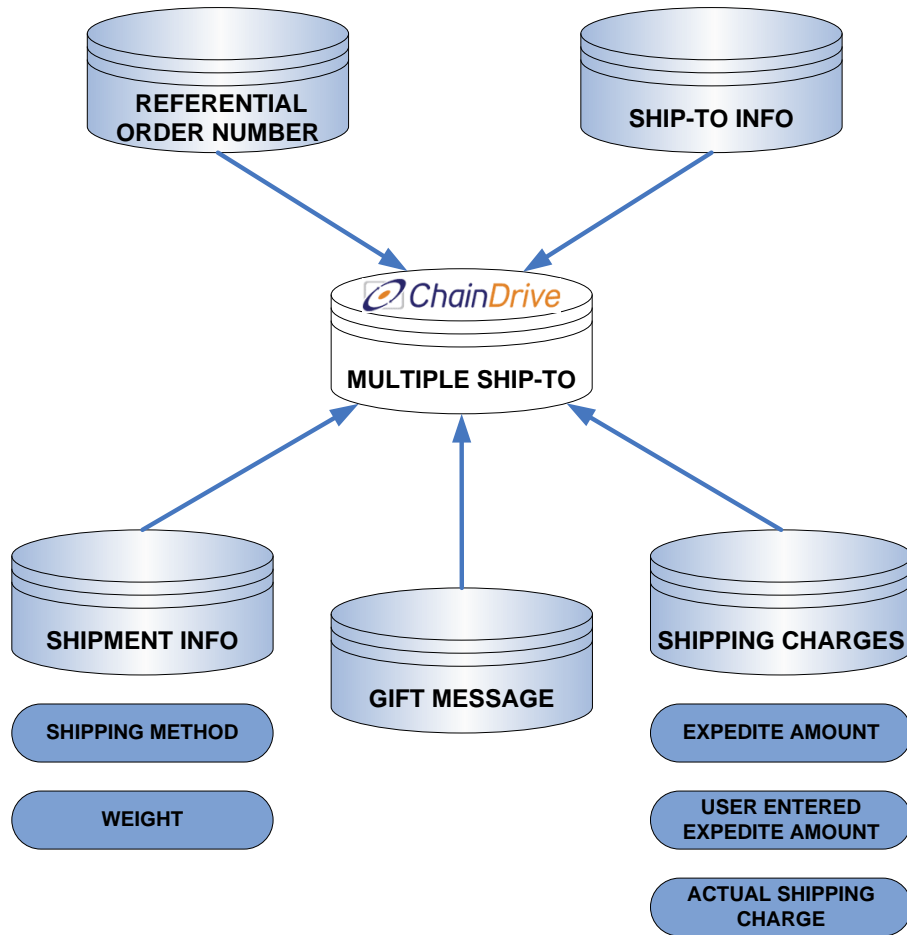 REFERENTIAL
ORDER NUMBER
SHIP-TO INFO
ChainDrive
MULTIPLE SHIP-TO
SHIPMENT INFO
GIFT MESSAGE
SHIPPING CHARGES
SHIPPING METHOD
WEIGHT
EXPEDITE AMOUNT
USER ENTERED
EXPEDITE AMOUNT
ACTUAL SHIPPING
CHARGE